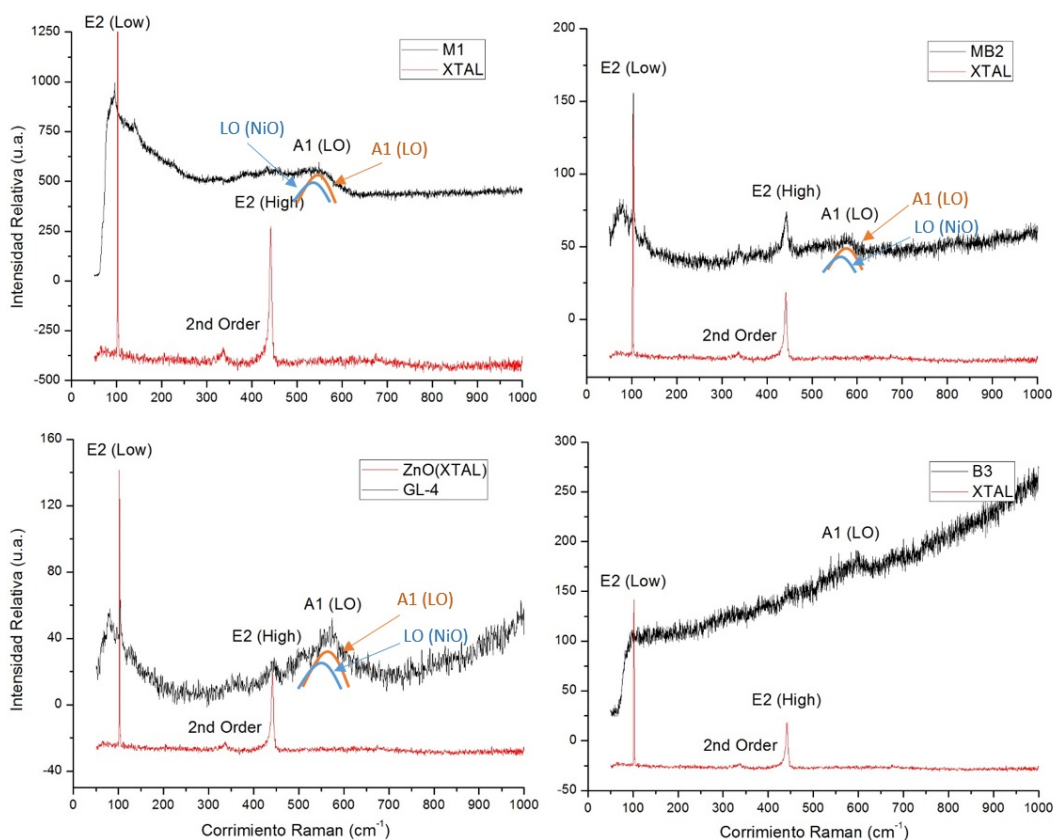 E2 (Low)
M1
XTAL
LO (NiO)
A1 (LO)
A1 (LO)
E2 (High)
2nd Order
Intensidad Relativa (u.a.)
1250
1000
750
500
250
0
-250
-500
0 100 200 300 400 500 600 700 800 900 1000
200
150
100
50
0
MB2
XTAL
E2 (Low)
E2 (High)
A1 (LO)
A1 (LO)
LO (NiO)
2nd Order
0 100 200 300 400 500 600 700 800 900 1000
160
120
80
40
0
-40
Intensidad Relativa (u.a.)
E2 (Low)
ZnO(XTAL)
GL-4
A1 (LO)
A1 (LO)
E2 (High)
LO (NiO)
2nd Order
0 100 200 300 400 500 600 700 800 900 1000
Corrimiento Raman (cm-1)
300
275
250
225
200
175
150
125
100
75
50
25
0
-25
-50
B3
XTAL
A1 (LO)
E2 (Low)
E2 (High)
2nd Order
0 100 200 300 400 500 600 700 800 900 1000
Corrimiento Raman (cm-1)